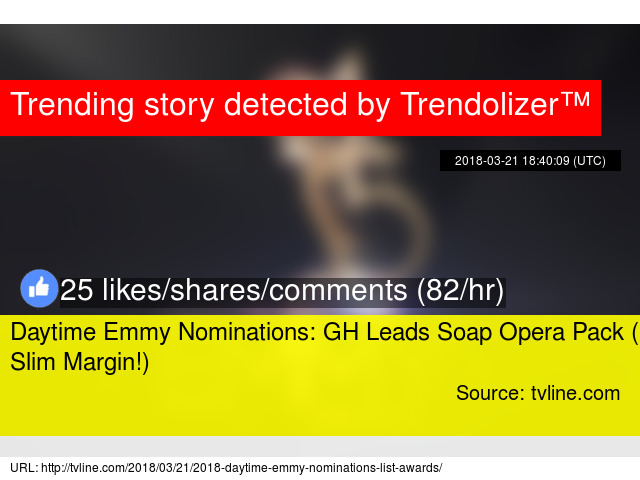 Trending story detected by Trendolizer™
2018-03-21 18:40:09 (UTC)
25 likes/shares/comments (82/hr)
Daytime Emmy Nominations: GH Leads Soap Opera Pack (
Slim Margin!)
Source: tvline.com
URL: http://tvline.com/2018/03/21/2018-daytime-emmy-nominations-list-awards/